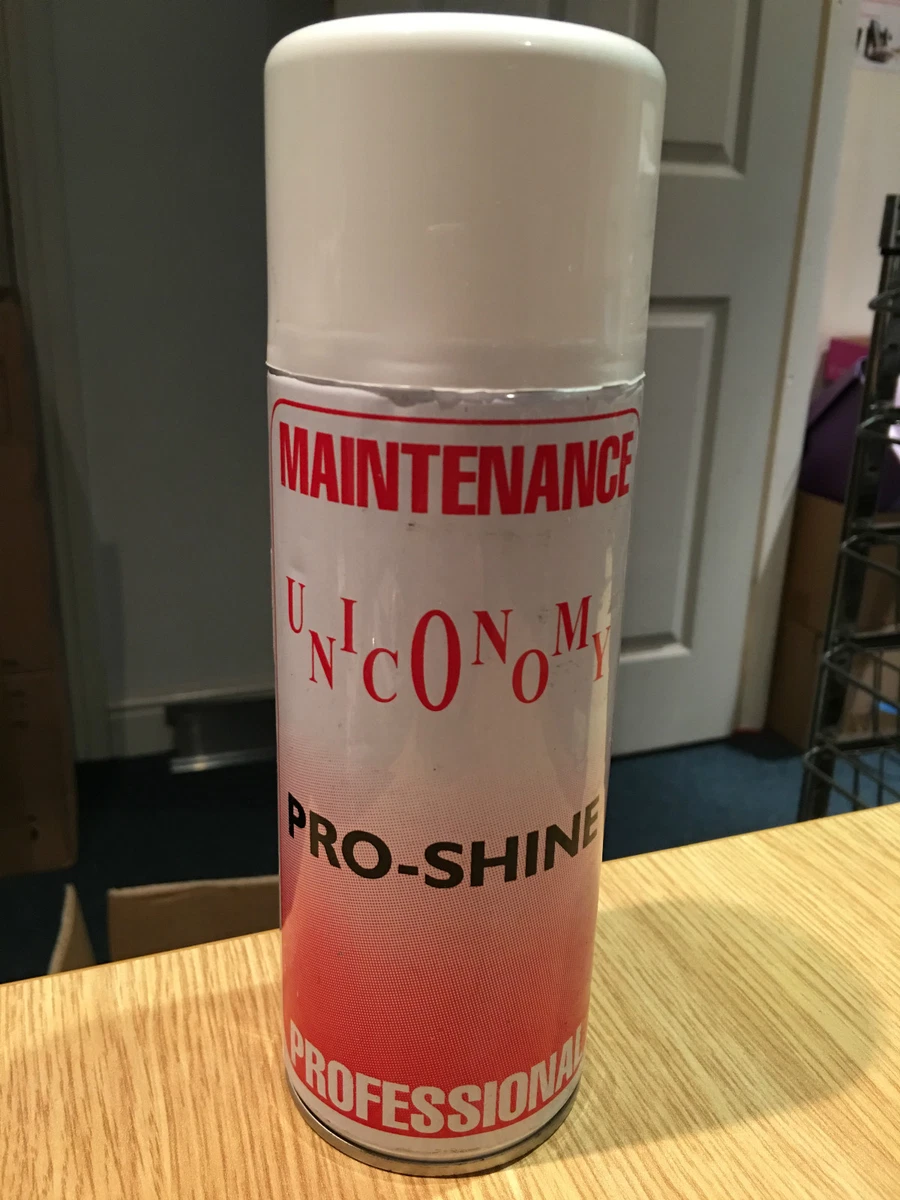 MAINTENANCE
UNICONOMY
PRO-SHINE
PROFESSIONAL